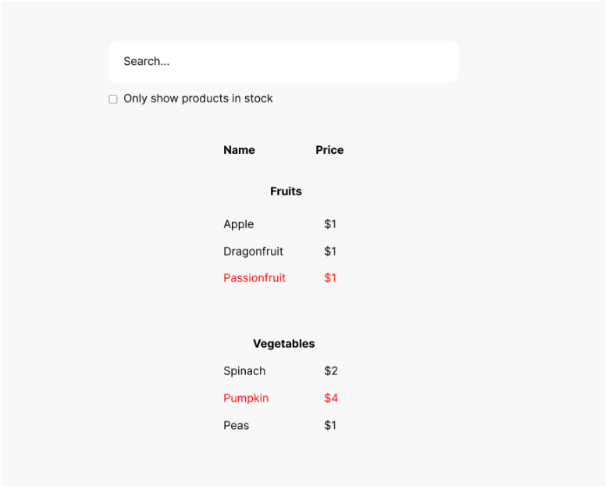 Search...
Only show products in stock
Name Price
Fruits
Apple $1
Dragonfruit $1
Passionfruit $1
Vegetables
Spinach $2
Pumpkin $4
Peas $1